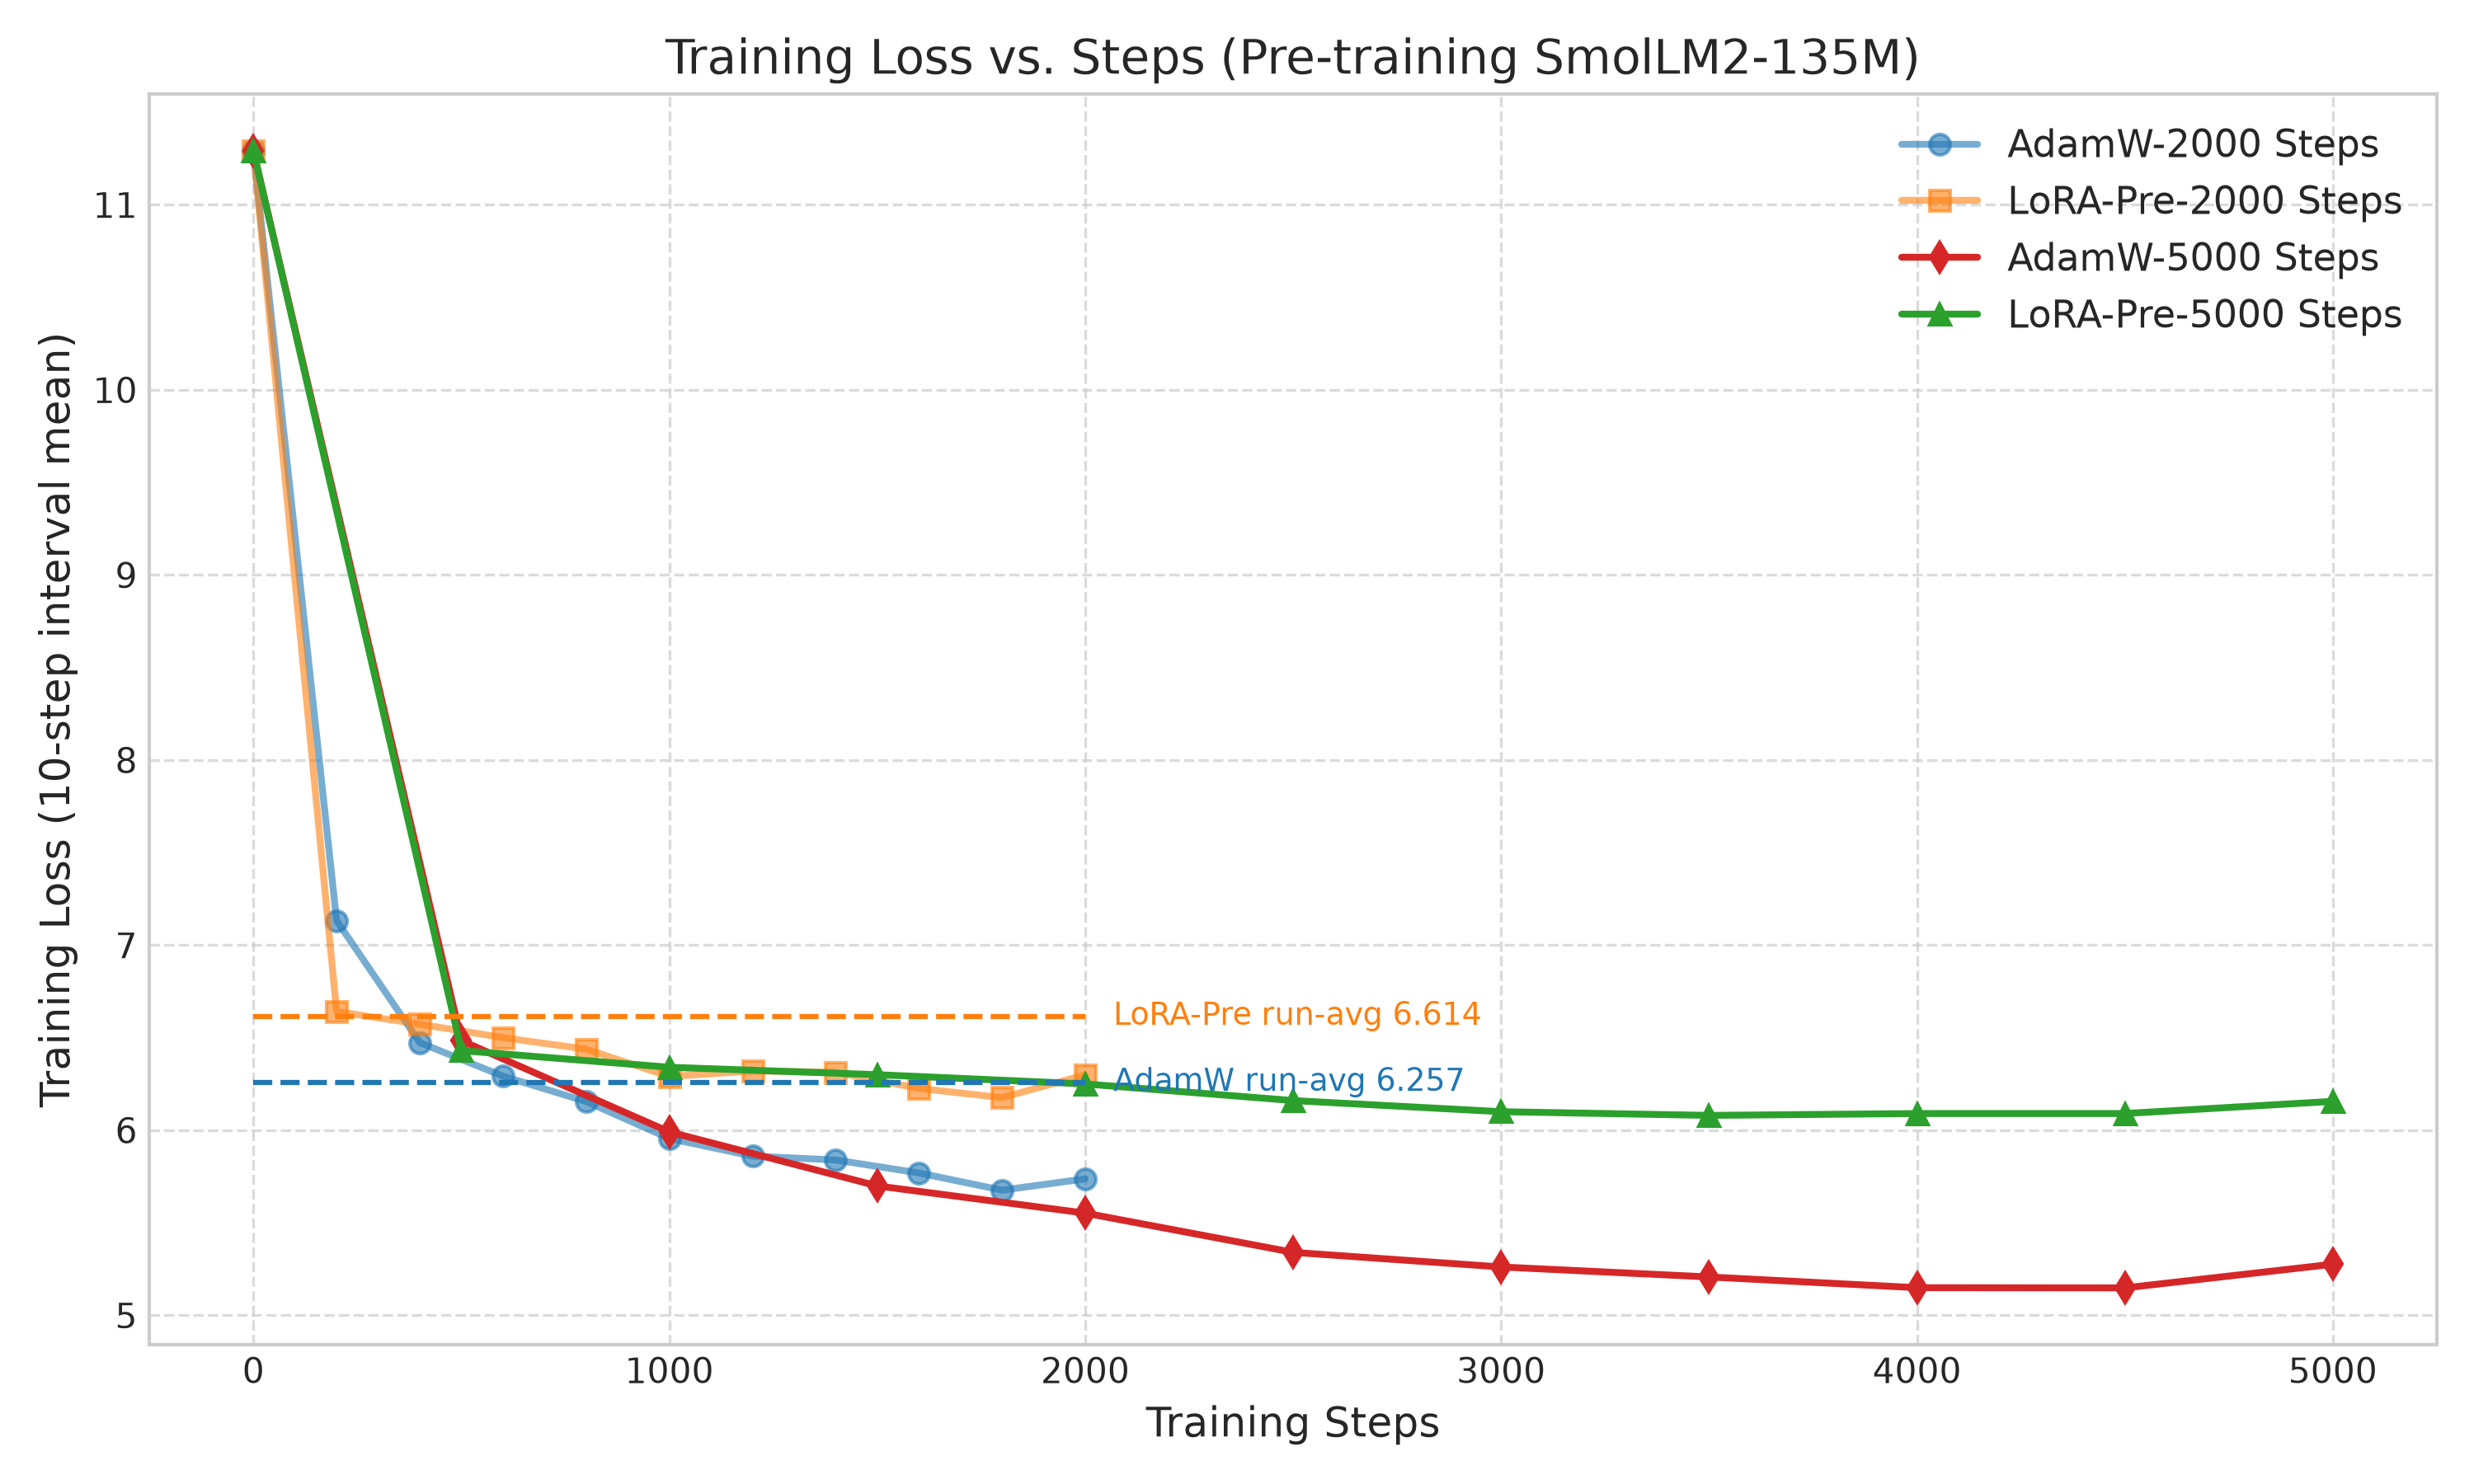 Training Loss vs. Steps (Pre-training SmolLM2-135M)
Training Loss (10-step interval mean)
11
10
9
8
7
6
5
AdamW-2000 Steps
LoRA-Pre-2000 Steps
AdamW-5000 Steps
LoRA-Pre-5000 Steps
LoRA-Pre run-avg 6.614
AdamW run-avg 6.257
0 1000 2000 3000 4000 5000
Training Steps